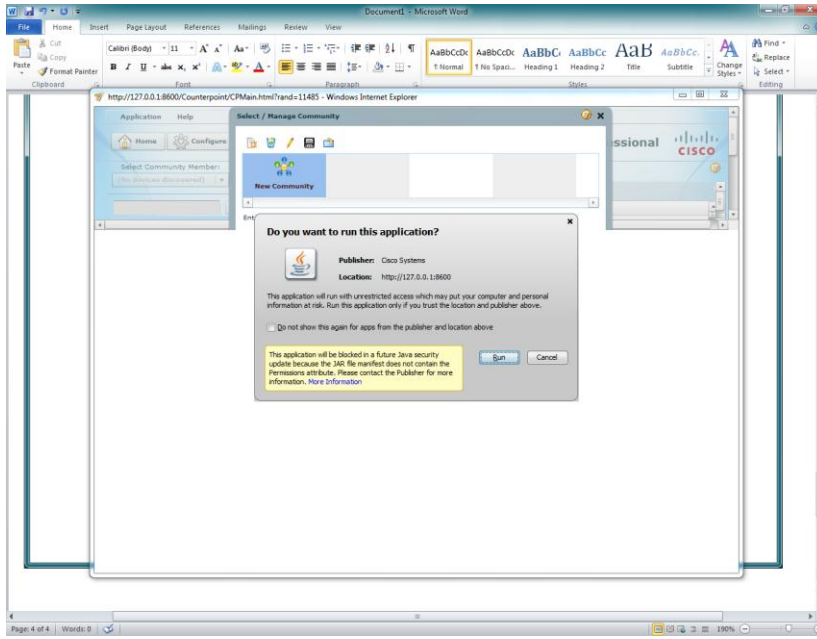 Document1 - Microsoft Word
File Home Insert Page Layout References Mailings Review View
Cut
Copy
Format Painter
Paste
Clipboard
Calibri (Body) 11
Font
Paragraph
AaBbCcDc AaBbCcDc AaBbC AaBbCc AaB AaBbCc.
¶ Normal ¶ No Spaci... Heading 1 Heading 2 Title Subtitle
Change Styles
Styles
Find
Replace
Select
Editing
http://127.0.0.1:8600/Counterpoint/CPMain.html?rand=11485 - Windows Internet Explorer
Application Help
Home Configure
Select Community Member:
(No devices discovered)
Select / Manage Community
New Community
Ent
essional
CISCO
Do you want to run this application?
Publisher: Cisco Systems
Location: http://127.0.0.1:8600
This application will run with unrestricted access which may put your computer and personal
information at risk. Run this application only if you trust the location and publisher above.
Do not show this again for apps from the publisher and location above
This application will be blocked in a future Java security
update because the JAR file manifest does not contain the
Permissions attribute. Please contact the Publisher for more
information. More Information
Run Cancel
Page: 4 of 4 Words: 0
190%